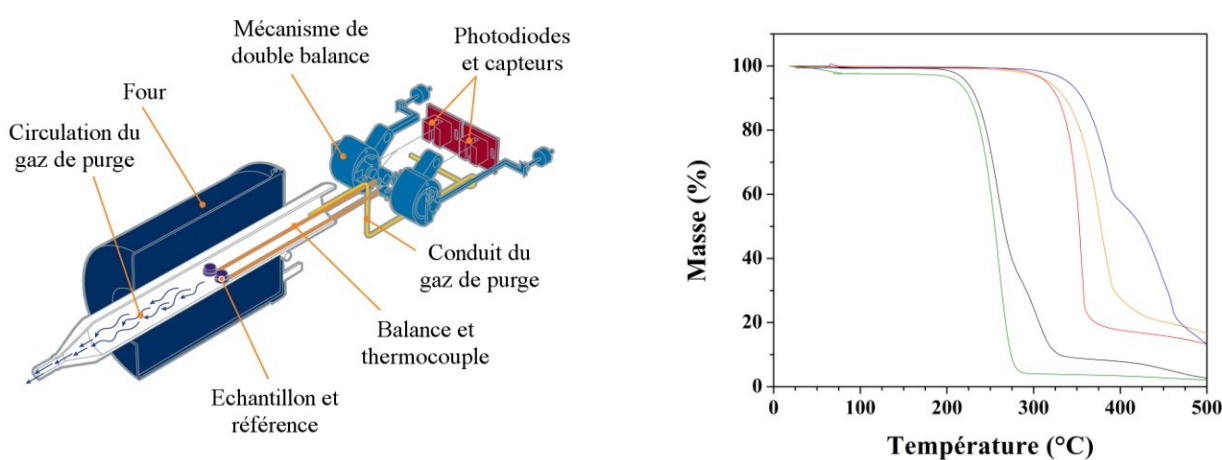 Mécanisme de
double balance
Photodiodes
et capteurs
Four
Circulation du
gaz de purge
Conduit du
gaz de purge
Balance et
thermocouple
Echantillon et
référence
Masse (%)
100
80
60
40
20
0
0
100
200
300
400
500
Température (°C)